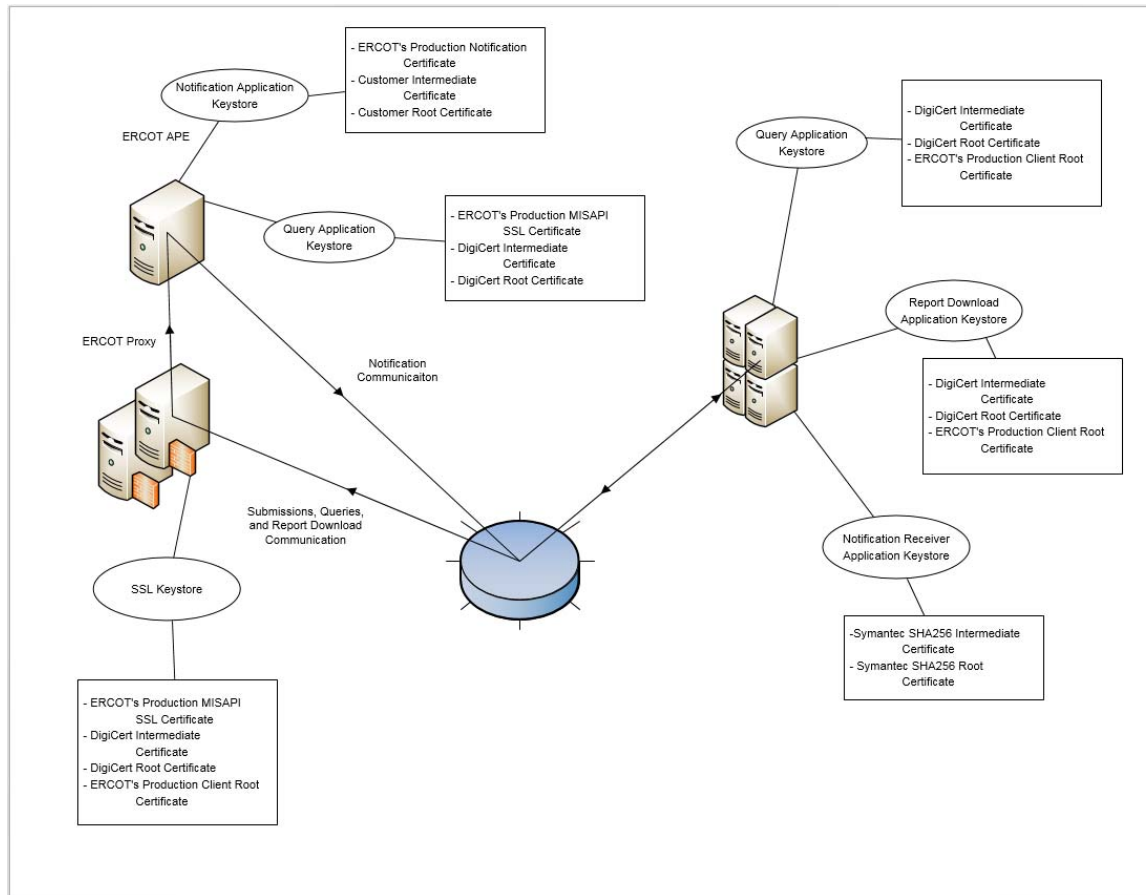 - ERCOT's Production Notification
Certificate
- Customer Intermediate
Certificate
- Customer Root Certificate
Notification Application
Keystore
ERCOT APE
- ERCOT's Production MISAPI
SSL Certificate
- DigiCert Intermediate
Certificate
- DigiCert Root Certificate
Query Application
Keystore
ERCOT Proxy
Notification
Communicaiton
Submissions, Queries,
and Report Download
Communication
SSL Keystore
- ERCOT's Production MISAPI
SSL Certificate
- DigiCert Intermediate
Certificate
- DigiCert Root Certificate
- ERCOT's Production Client Root
Certificate
Query Application
Keystore
- DigiCert Intermediate
Certificate
- DigiCert Root Certificate
- ERCOT's Production Client Root
Certificate
Report Download
Application Keystore
- DigiCert Intermediate
Certificate
- DigiCert Root Certificate
- ERCOT's Production Client Root
Certificate
Notification Receiver
Application Keystore
-Symantec SHA256 Intermediate
Certificate
- Symantec SHA256 Root
Certificate